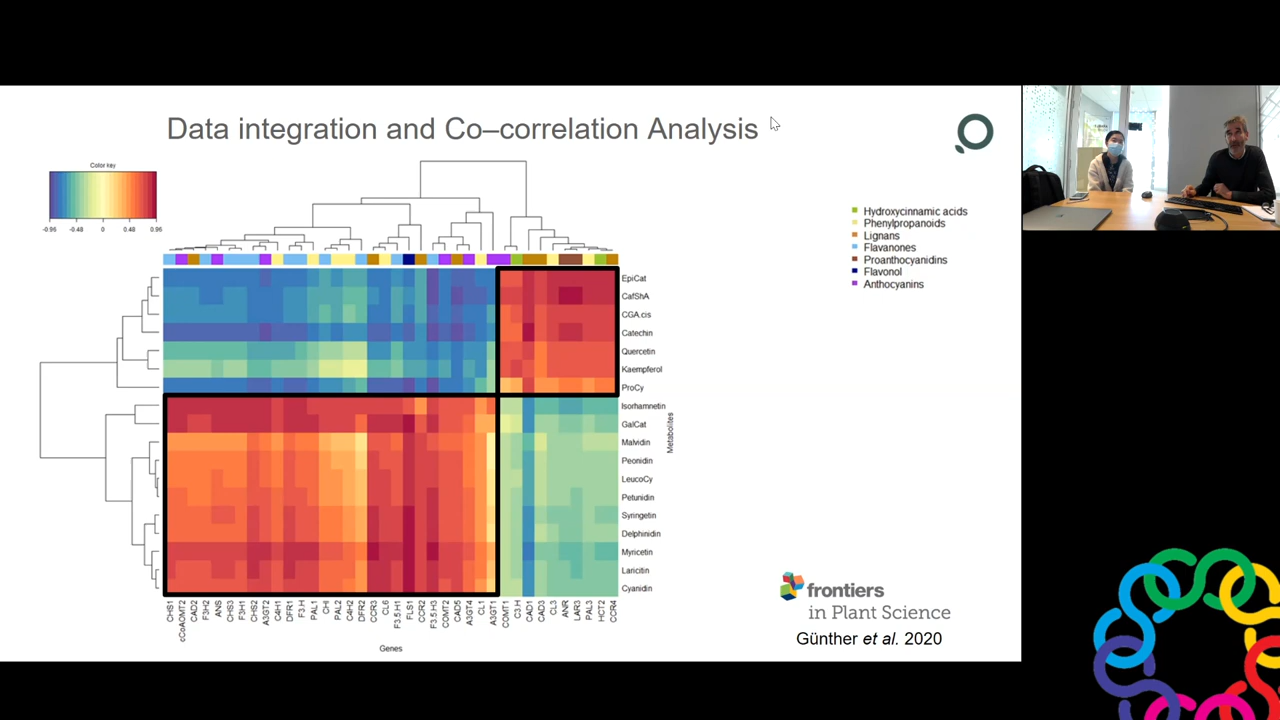 Data integration and Co–correlation Analysis
Color key
-0.96 -0.48 0 0.48 0.96
Hydroxycinnamic acids
Phenylpropanoids
Lignans
Flavanones
Proanthocyanidins
Flavonol
Anthocyanins
EpiCat
CafShA
CGA.cis
Catechin
Quercetin
Kaempferol
ProCy
Isorhamnetin
GalCat
Malvidin
Peonidin
LeucoCy
Petunidin
Syringetin
Delphinidin
Myricetin
Laricitin
Cyanidin
Metabolites
CHS1
cCoAOMT2
CAD2
F3H2
ANS
CHS3
F3H1
CHS2
A3GT2
C4H1
DFR1
F3.H
PAL1
CHI
PAL2
C4H2
DFR2
CCR3
CL6
F3.5.H1
FLS1
CCR2
F3.5.H3
COMT2
CAD5
A3GT4
CL1
A3GT1
COMT1
C3.H
CAD1
CAD3
CL3
ANR
LAR3
PAL3
HCT2
CCR4
Genes
frontiers
in Plant Science
Günther et al. 2020